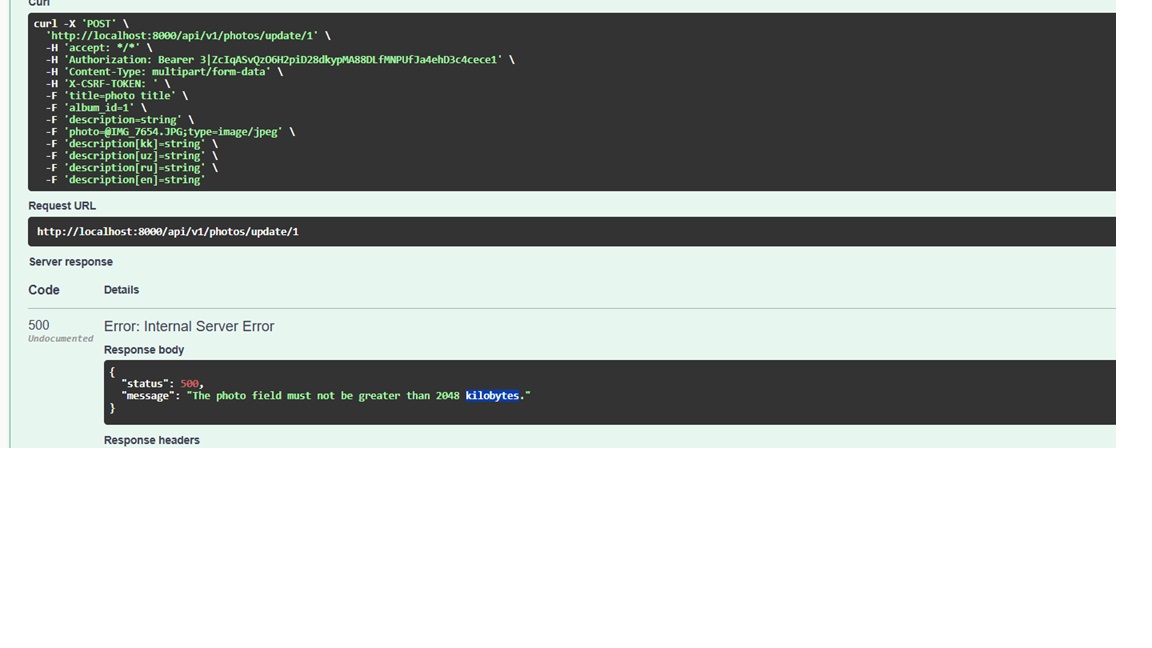 Curl
curl -X 'POST' \
'http://localhost:8000/api/v1/photos/update/1' \
-H 'accept: */*' \
-H 'Authorization: Bearer 3|ZcIqASvQzO6H2piD28dkypMA88DLfMNPUfJa4ehD3c4cece1' \
-H 'Content-Type: multipart/form-data' \
-H 'X-CSRF-TOKEN: ' \
-F 'title=photo title' \
-F 'album_id=1' \
-F 'description=string' \
-F 'photo=@IMG_7654.JPG;type=image/jpeg' \
-F 'description[kk]=string' \
-F 'description[uz]=string' \
-F 'description[ru]=string' \
-F 'description[en]=string'
Request URL
http://localhost:8000/api/v1/photos/update/1
Server response
Code Details
500 Error: Internal Server Error
Undocumented
Response body
{
"status": 500,
"message": "The photo field must not be greater than 2048 kilobytes."
}
Response headers